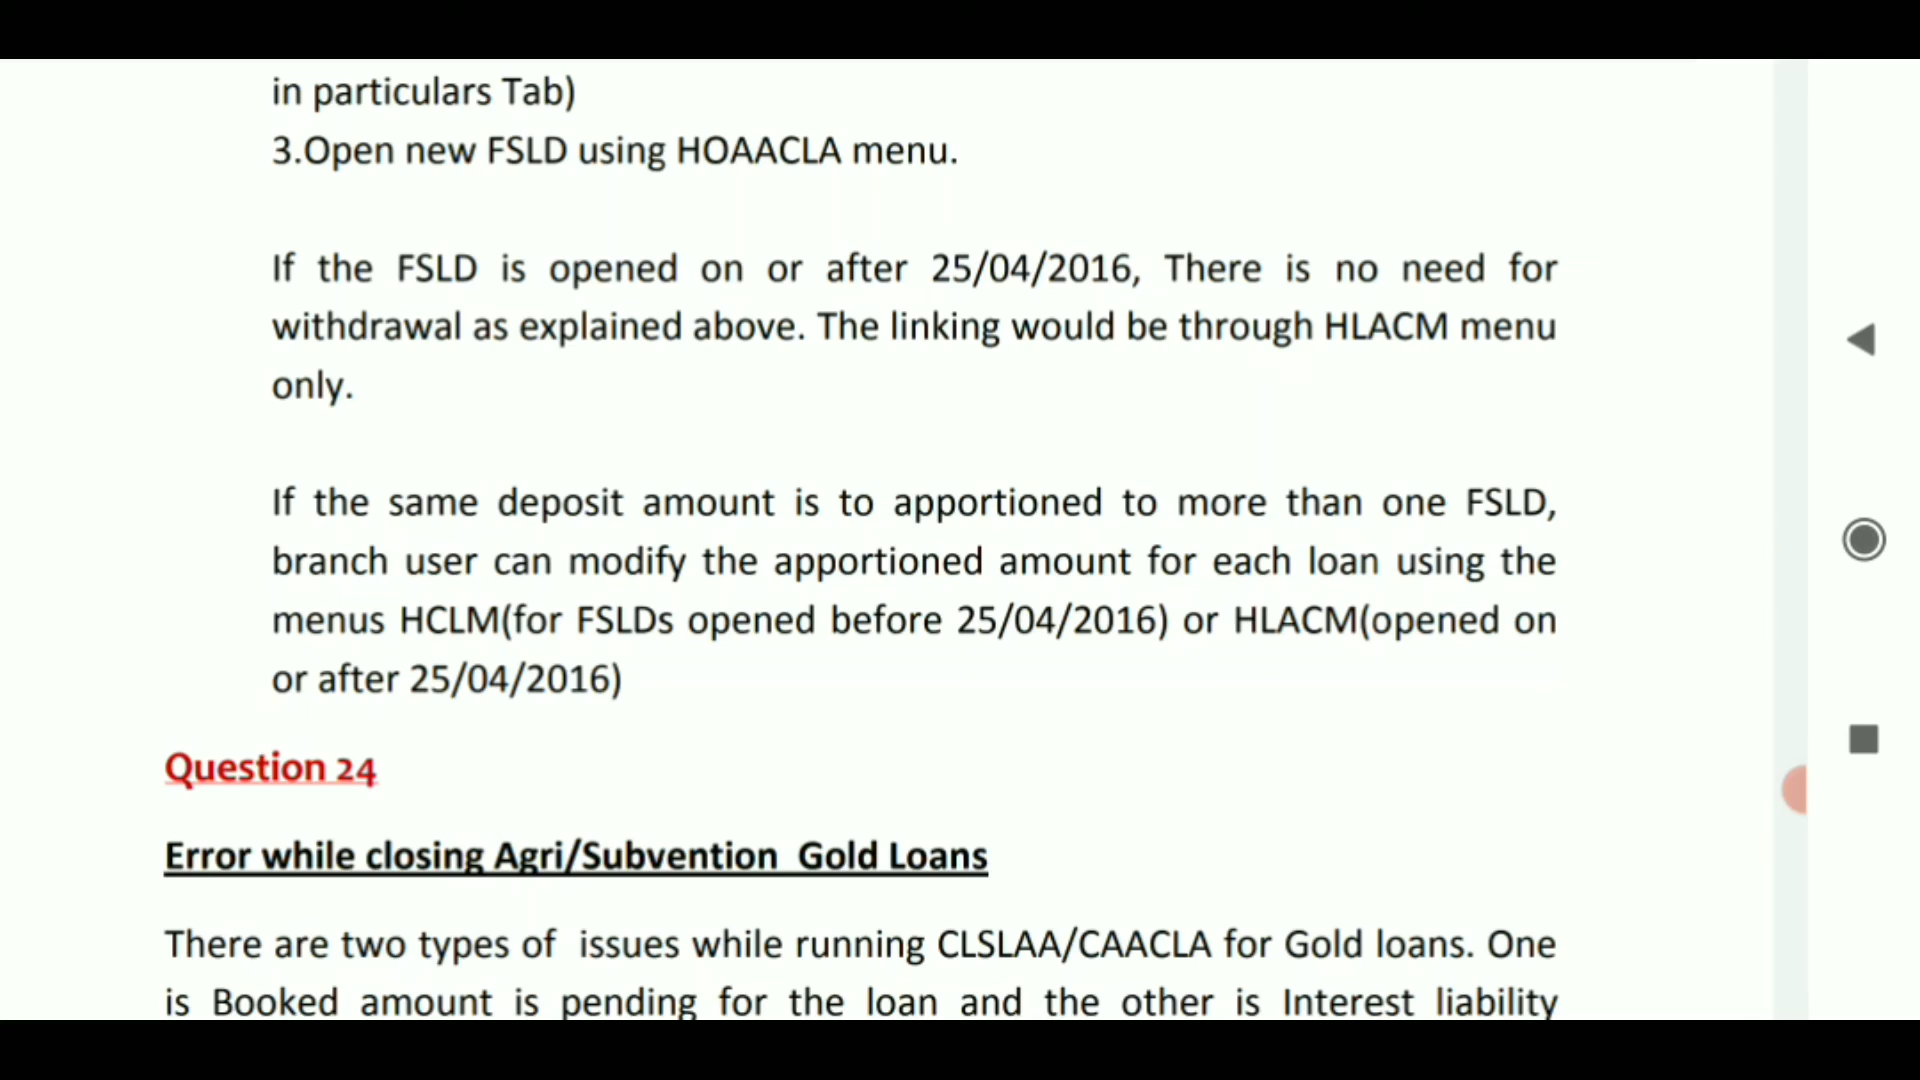 in particulars Tab)
3.Open new FSLD using HOAACLA menu.
If the FSLD is opened on or after 25/04/2016, There is no need for
withdrawal as explained above. The linking would be through HLACM menu
only.
If the same deposit amount is to apportioned to more than one FSLD,
branch user can modify the apportioned amount for each loan using the
menus HCLM(for FSLDs opened before 25/04/2016) or HLACM(opened on
or after 25/04/2016)
Question 24
Error while closing Agri/Subvention Gold Loans
There are two types of issues while running CLSLAA/CAACLA for Gold loans. One
is Booked amount is pending for the loan and the other is Interest liability